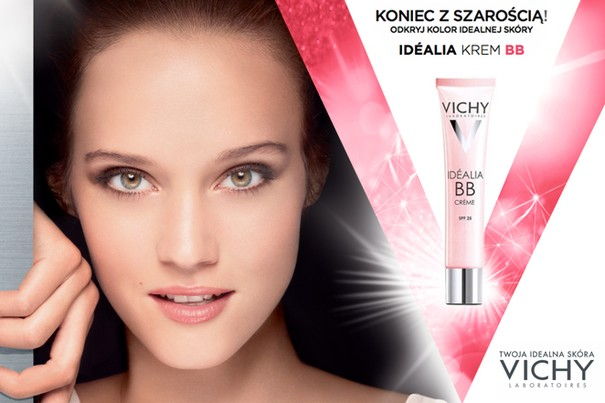 KONIEC Z SZAROŚCIĄ!
ODKRYJ KOLOR IDEALNEJ SKÓRY
IDÉALIA KREM BB
VICHY
LABORATOIRES
IDÉALIA
BB
CRÈME
SPF 25
TWOJA IDEALNA SKÓRA
VICHY
LABORATOIRES